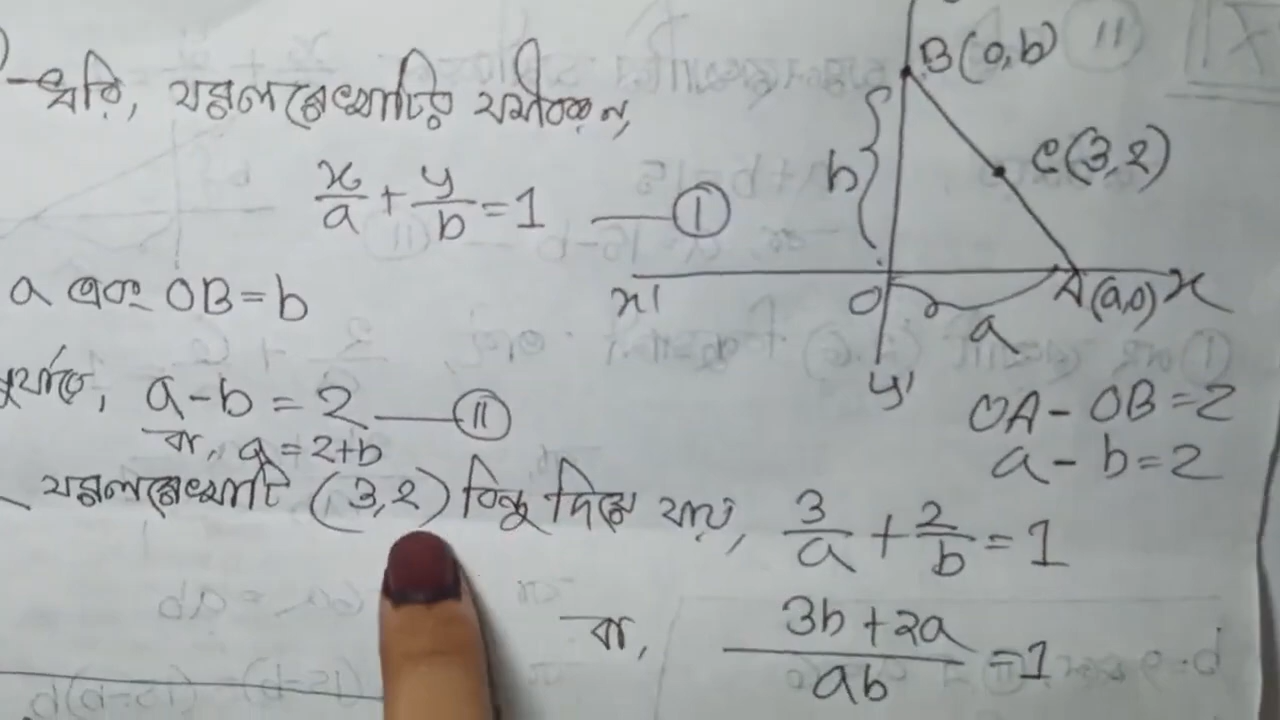 ধরি, সরলরেখাটির সমীকরণ,
x/a + y/b = 1 —— (I)
a এবং OB = b
a - b = 2 —— (II)
বা, a = 2+b
সরলরেখাটি (3,2) বিন্দু দিয়ে যায়, 3/a + 2/b = 1
বা, (3b + 2a)/ab = 1
B(0,b)
C(3,2)
b
x'
O
A(a,0)
x
a
y'
OA - OB = 2
a - b = 2